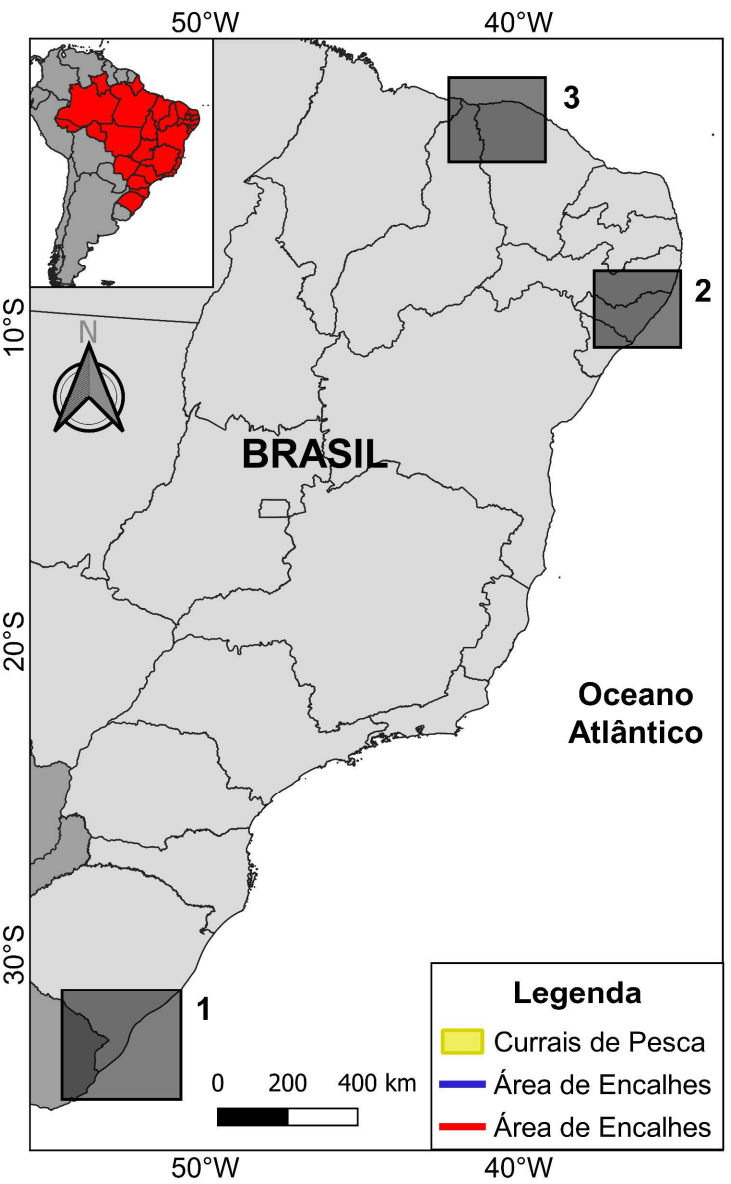 50°W 40°W
3
2
10°S
N
BRASIL
20°S
Oceano
Atlântico
30°S
1
Legenda
Currais de Pesca
Área de Encalhes
Área de Encalhes
0 200 400 km
50°W 40°W